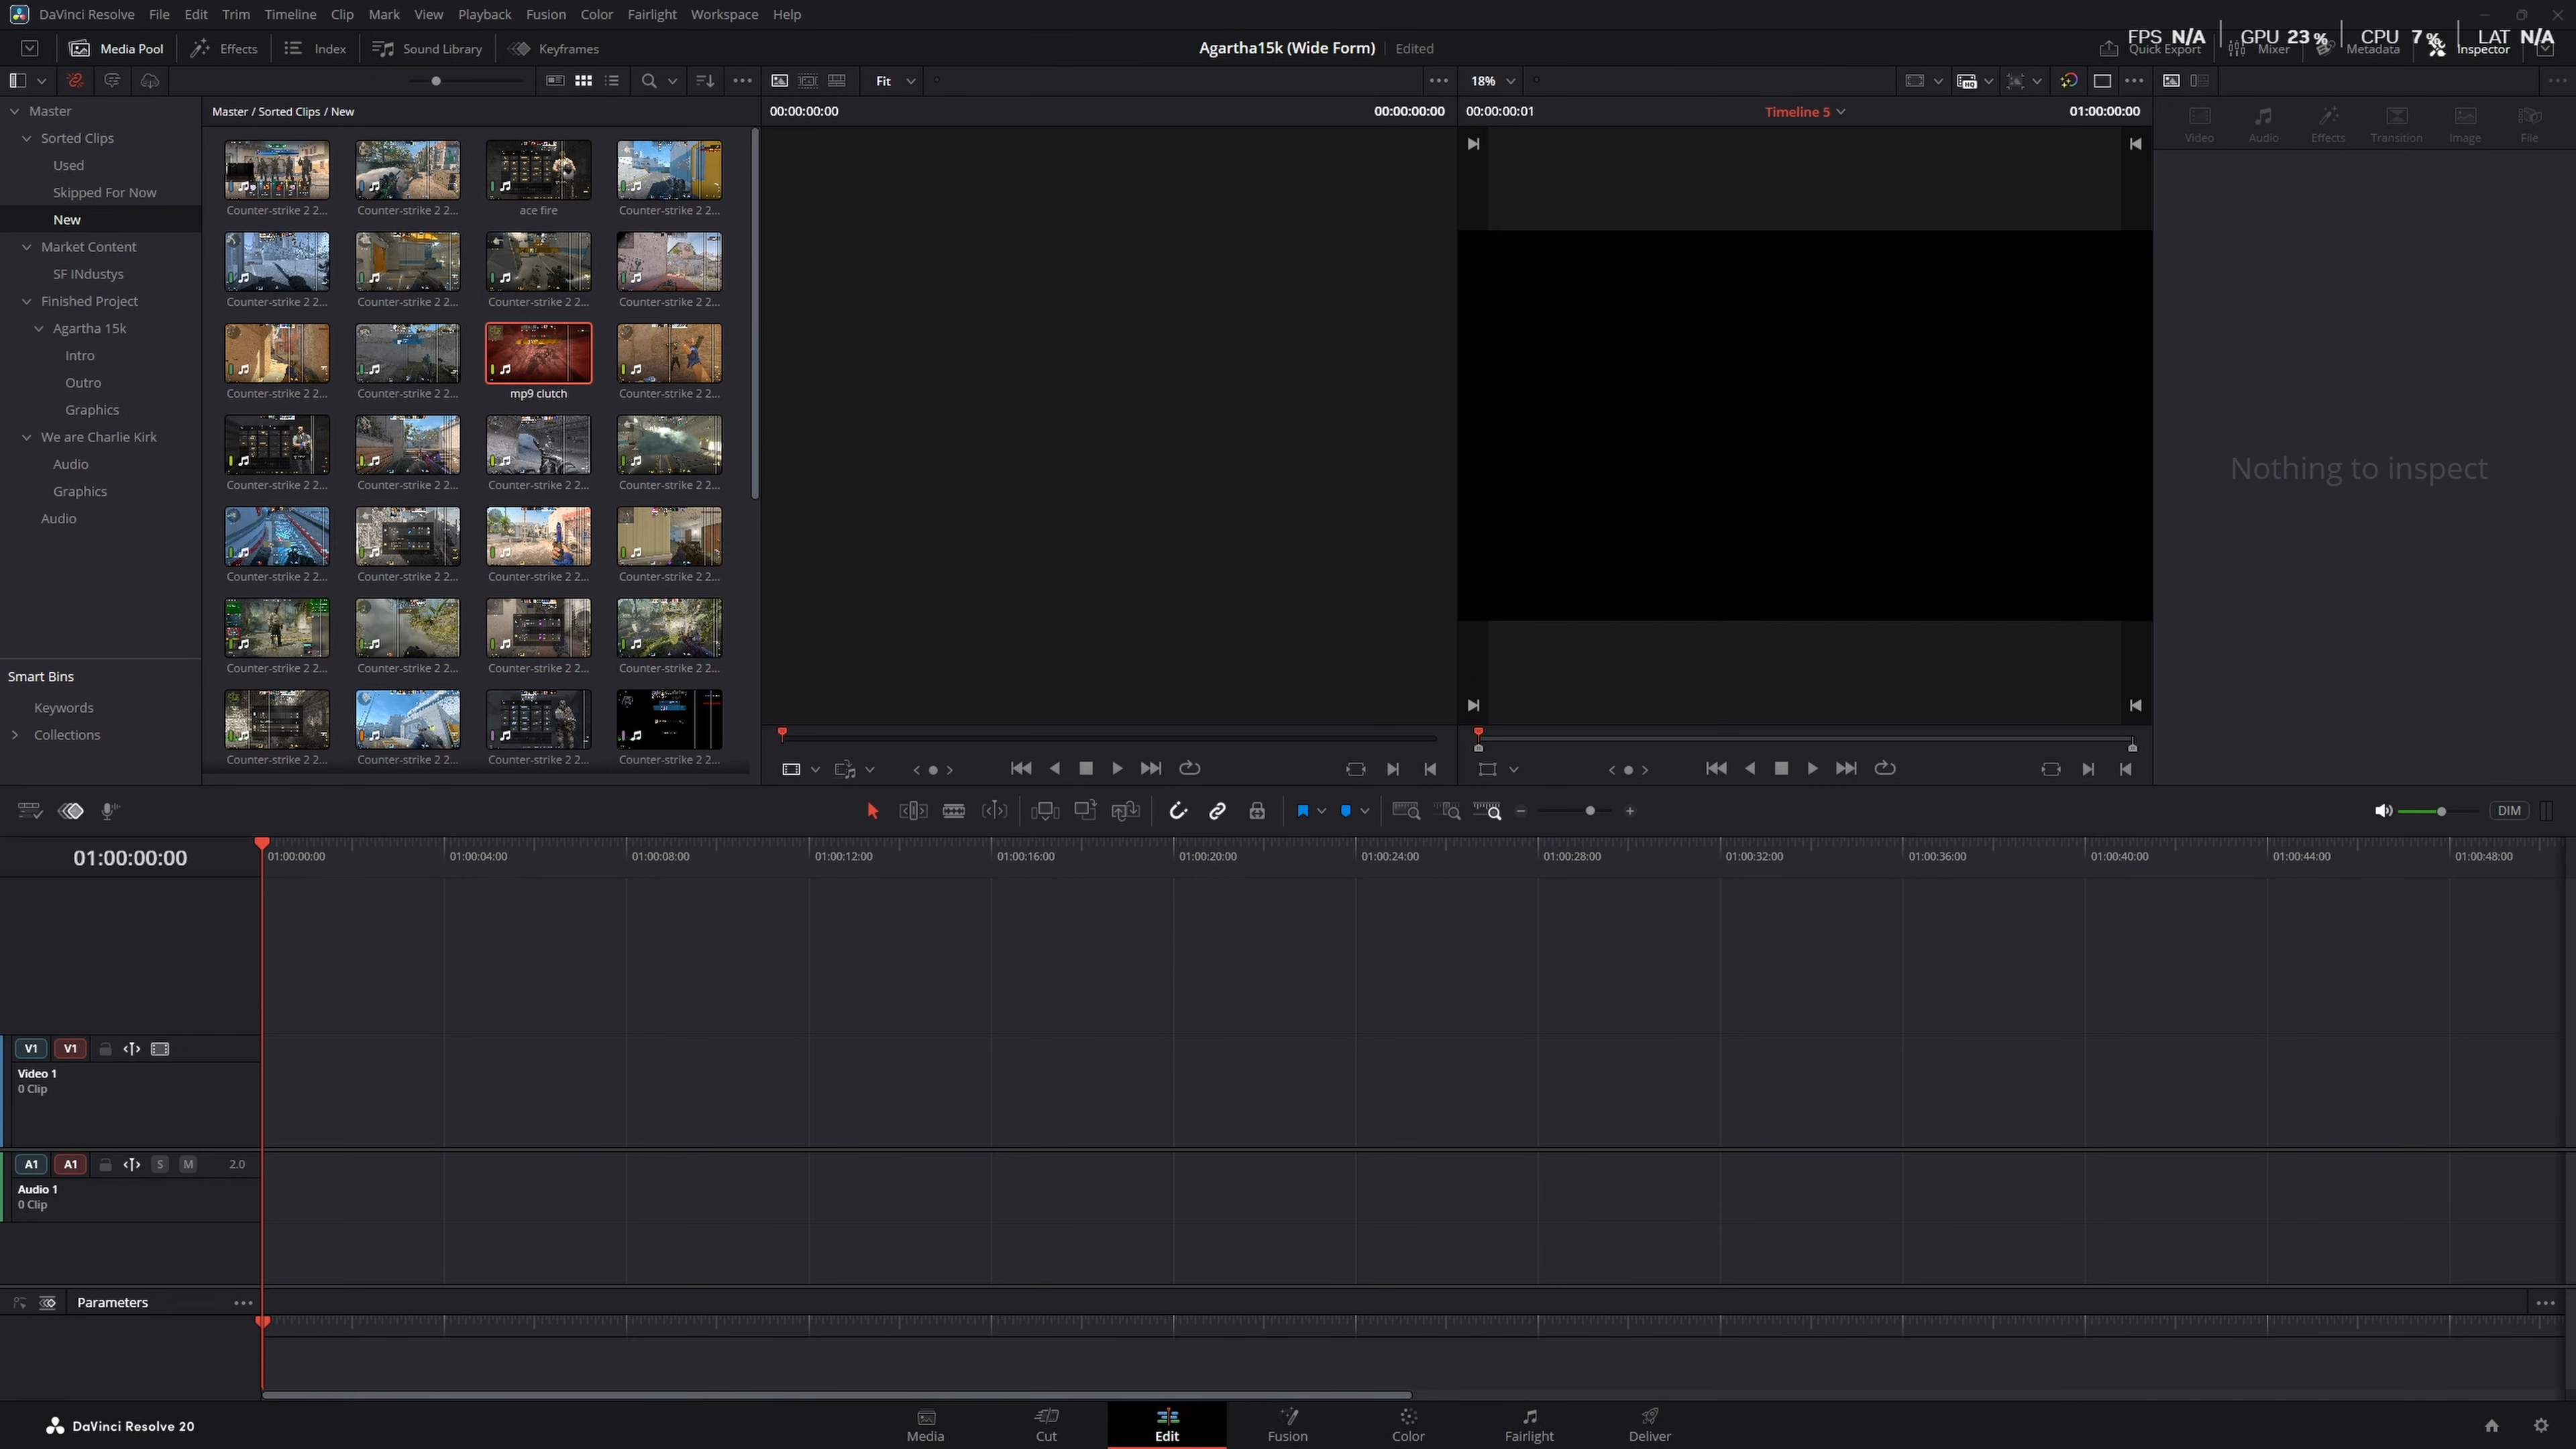 DaVinci Resolve File Edit Trim Timeline Clip Mark View Playback Fusion Color Fairlight Workspace Help
FPS N/A GPU 23 % CPU 7 % LAT N/A
Media Pool Effects Index Sound Library Keyframes Agartha15k (Wide Form) Edited Quick Export Mixer Metadata Inspector
Fit 18%
Master Master / Sorted Clips / New 00:00:00:00 00:00:00:00 00:00:00:01 Timeline 5 01:00:00:00
Video Audio Effects Transition Image File
Sorted Clips
Used
Skipped For Now
New
Market Content
SF INdustys
Finished Project
Agartha 15k
Intro
Outro
Graphics
We are Charlie Kirk
Audio
Graphics
Audio
Smart Bins
Keywords
Collections
Counter-strike 2 2... Counter-strike 2 2... ace fire Counter-strike 2 2...
Counter-strike 2 2... Counter-strike 2 2... Counter-strike 2 2... Counter-strike 2 2...
Counter-strike 2 2... Counter-strike 2 2... mp9 clutch Counter-strike 2 2...
Counter-strike 2 2... Counter-strike 2 2... Counter-strike 2 2... Counter-strike 2 2...
Counter-strike 2 2... Counter-strike 2 2... Counter-strike 2 2... Counter-strike 2 2...
Counter-strike 2 2... Counter-strike 2 2... Counter-strike 2 2... Counter-strike 2 2...
Counter-strike 2 2... Counter-strike 2 2... Counter-strike 2 2... Counter-strike 2 2...
Nothing to inspect
DIM
01:00:00:00 01:00:00:00 01:00:04:00 01:00:08:00 01:00:12:00 01:00:16:00 01:00:20:00 01:00:24:00 01:00:28:00 01:00:32:00 01:00:36:00 01:00:40:00 01:00:44:00 01:00:48:00
V1 V1
Video 1
0 Clip
A1 A1 S M 2.0
Audio 1
0 Clip
Parameters
DaVinci Resolve 20 Media Cut Edit Fusion Color Fairlight Deliver